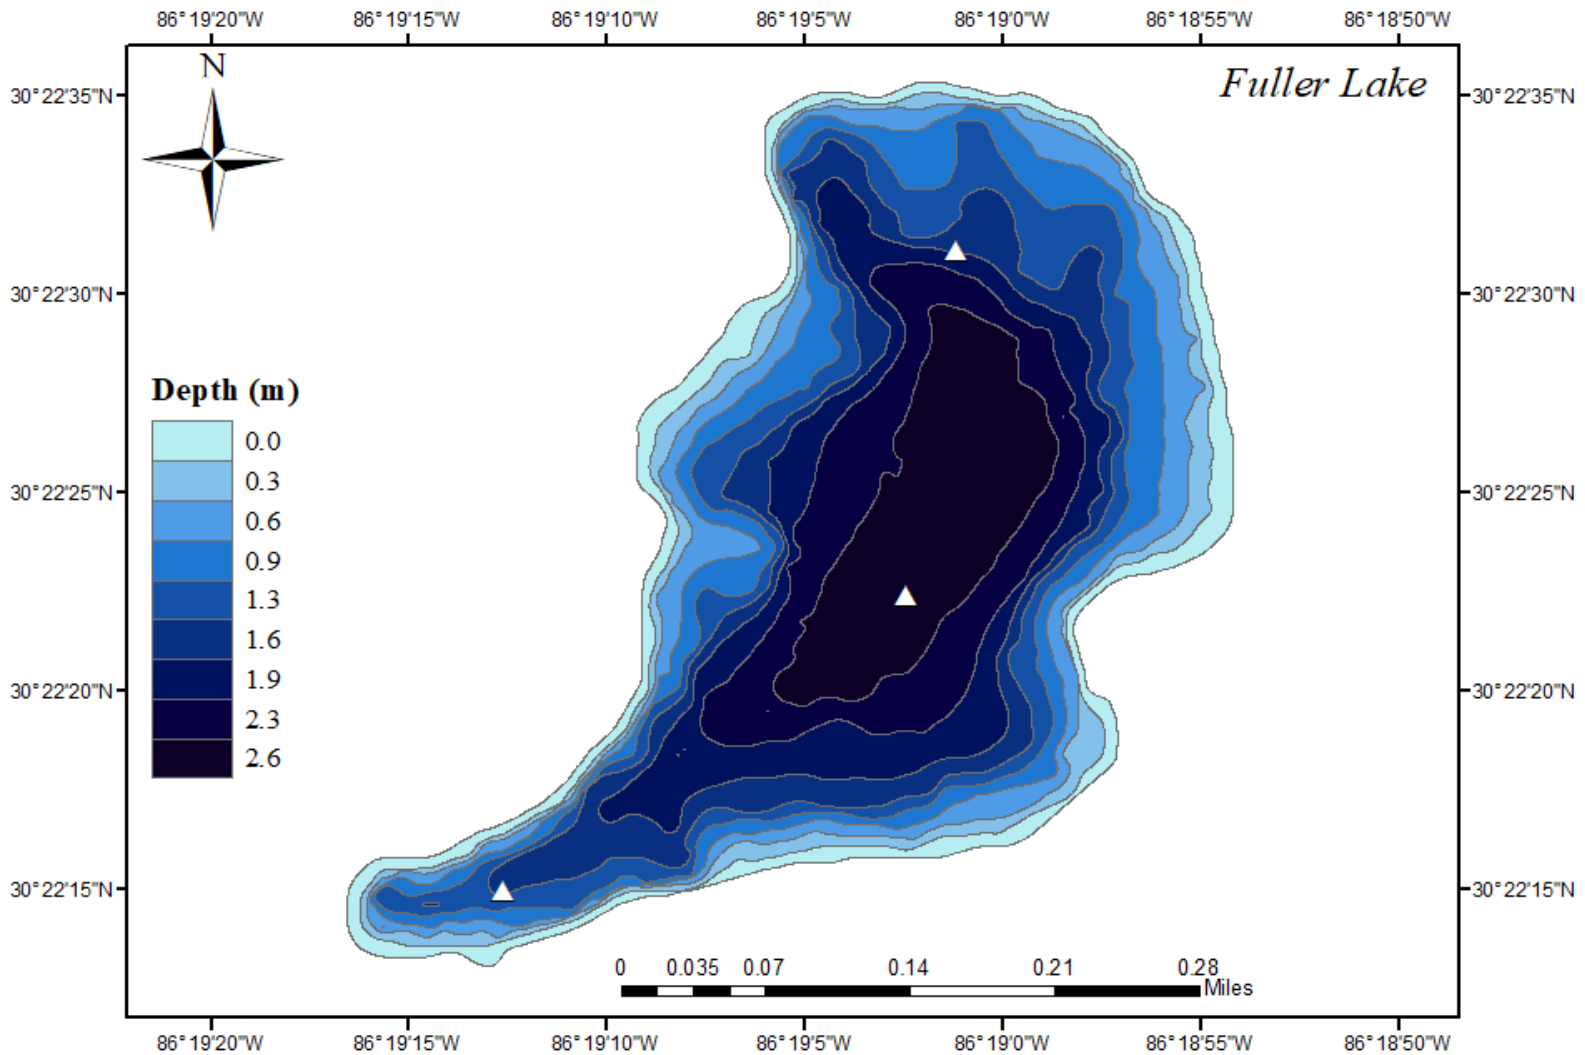 86°19'20"W 86°19'15"W 86°19'10"W 86°19'5"W 86°19'0"W 86°18'55"W 86°18'50"W
N
Fuller Lake
30°22'35"N 30°22'35"N
30°22'30"N 30°22'30"N
Depth (m)
0.0
0.3
0.6
0.9
1.3
1.6
1.9
2.3
2.6
30°22'25"N 30°22'25"N
30°22'20"N 30°22'20"N
30°22'15"N 30°22'15"N
0 0.035 0.07 0.14 0.21 0.28
Miles
86°19'20"W 86°19'15"W 86°19'10"W 86°19'5"W 86°19'0"W 86°18'55"W 86°18'50"W